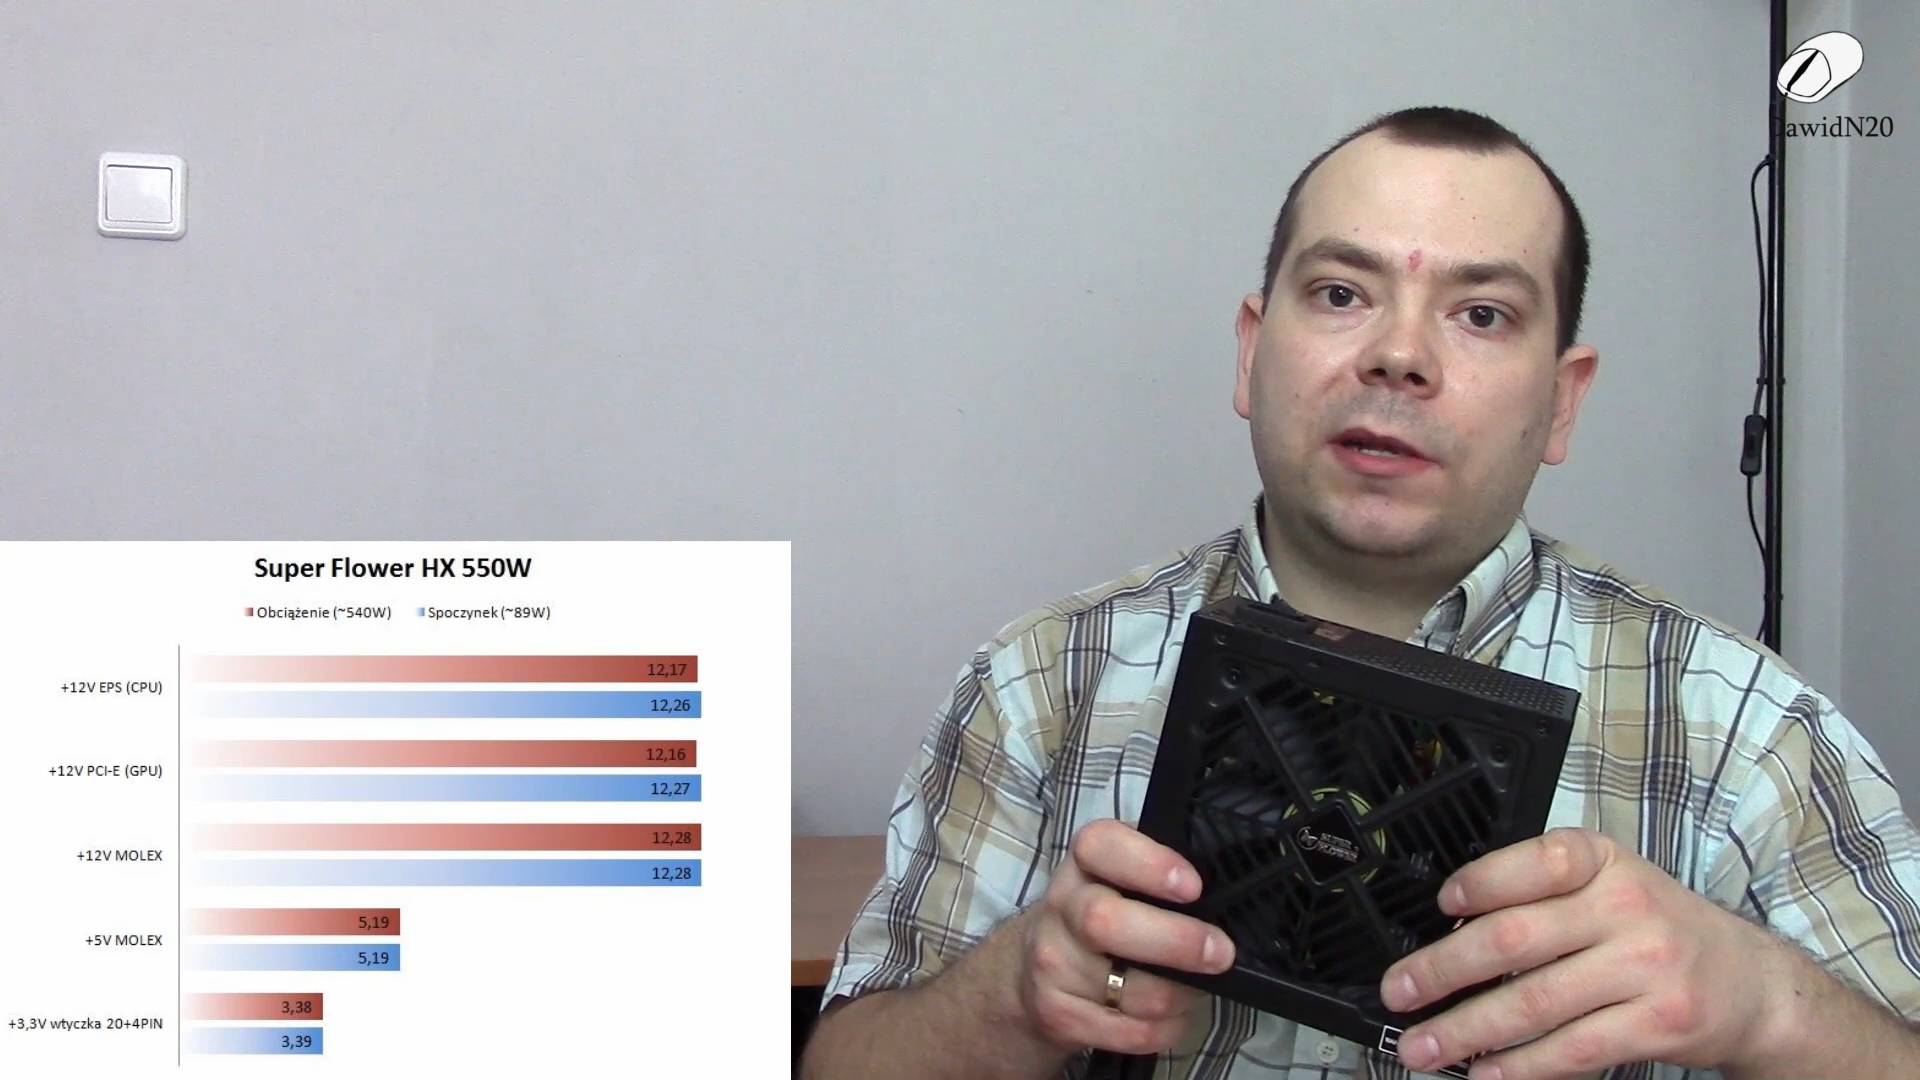 DawidN20
Super Flower HX 550W
Obciążenie (~540W) Spoczynek (~89W)
+12V EPS (CPU)
12,17
12,26
+12V PCI-E (GPU)
12,16
12,27
+12V MOLEX
12,28
12,28
+5V MOLEX
5,19
5,19
+3,3V wtyczka 20+4PIN
3,38
3,39
SUPER
FLOWER